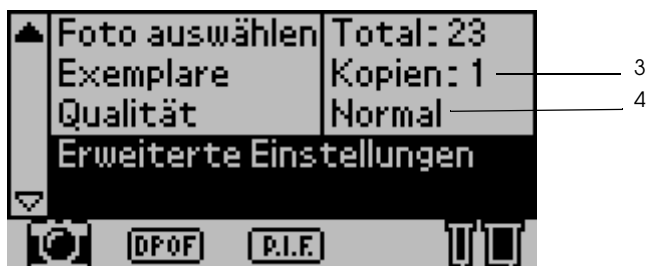 Foto auswählen Total: 23
Exemplare Kopien: 1 3
Qualität Normal 4
Erweiterte Einstellungen
DPOF P.I.F.